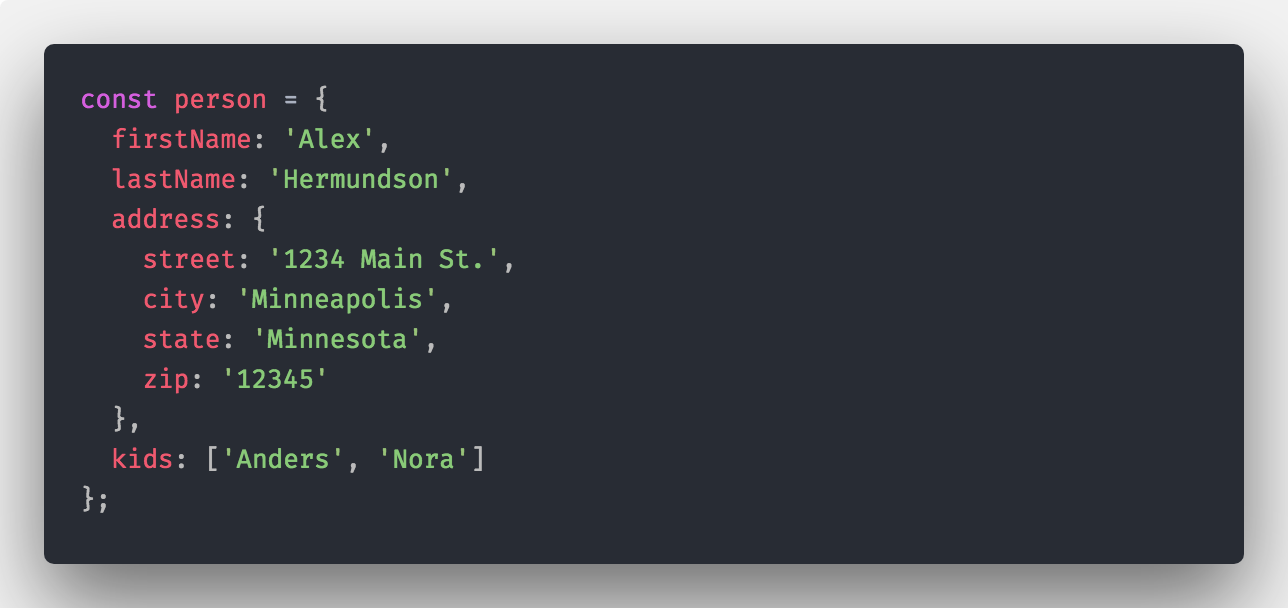 const person = {
  firstName: 'Alex',
  lastName: 'Hermundson',
  address: {
    street: '1234 Main St.',
    city: 'Minneapolis',
    state: 'Minnesota',
    zip: '12345'
  },
  kids: ['Anders', 'Nora']
};